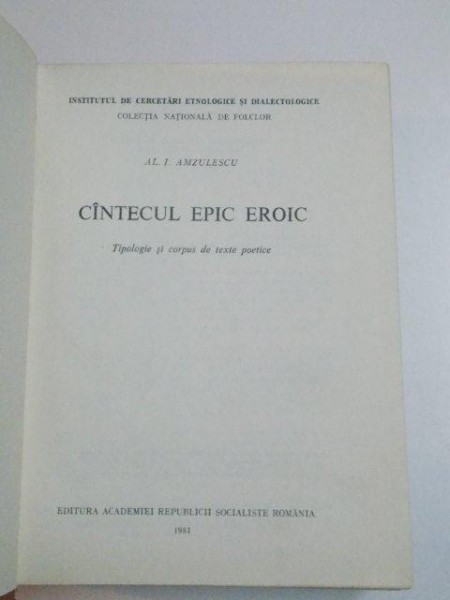 INSTITUTUL DE CERCETĂRI ETNOLOGICE ȘI DIALECTOLOGICE
COLECȚIA NAȚIONALĂ DE FOLCLOR
AL. I. AMZULESCU
CÎNTECUL EPIC EROIC
Tipologie și corpus de texte poetice
EDITURA ACADEMIEI REPUBLICII SOCIALISTE ROMÂNIA
1981